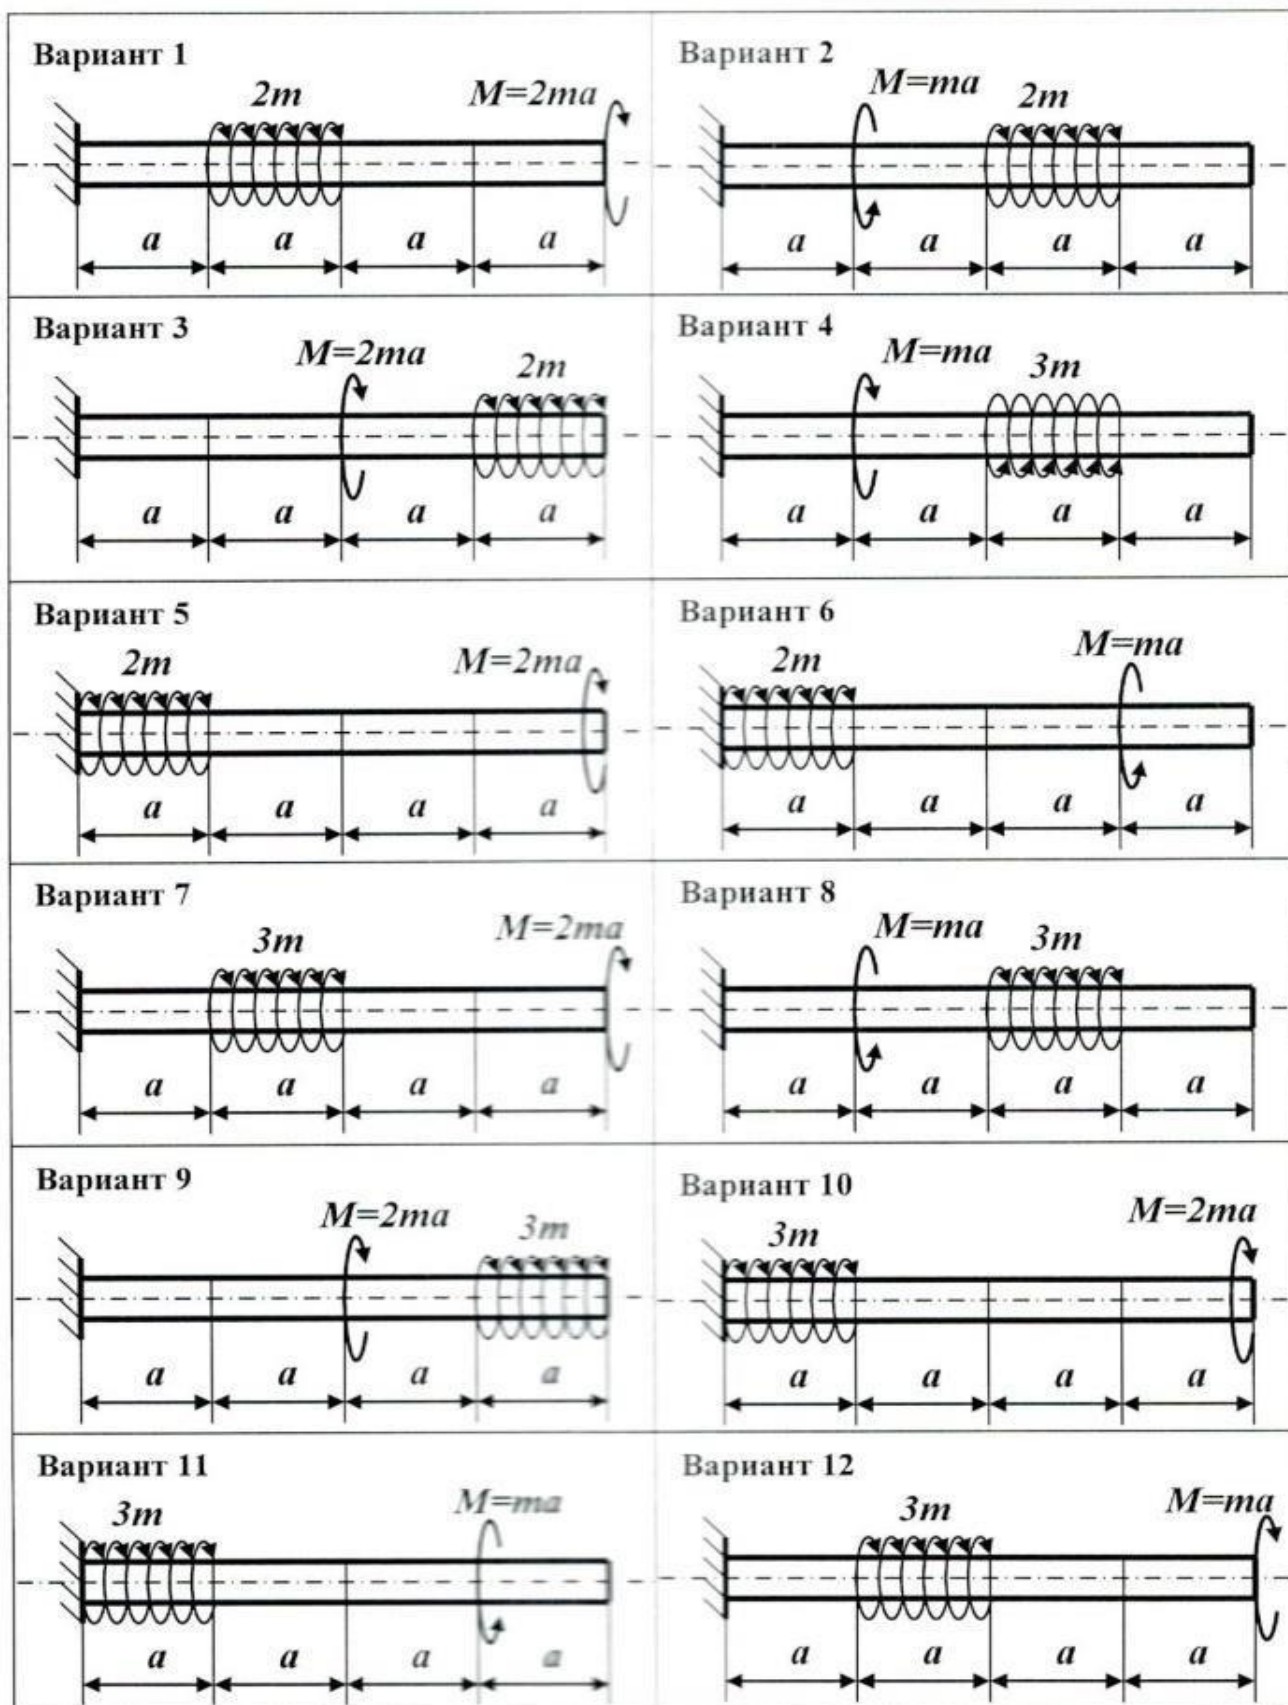 Вариант 1
2m
M=2ma
a a a a
Вариант 2
M=ma
2m
a a a a
Вариант 3
M=2ma
2m
a a a a
Вариант 4
M=ma
3m
a a a a
Вариант 5
2m
M=2ma
a a a a
Вариант 6
2m
M=ma
a a a a
Вариант 7
3m
M=2ma
a a a a
Вариант 8
M=ma
3m
a a a a
Вариант 9
M=2ma
3m
a a a a
Вариант 10
3m
M=2ma
a a a a
Вариант 11
3m
M=ma
a a a a
Вариант 12
3m
M=ma
a a a a